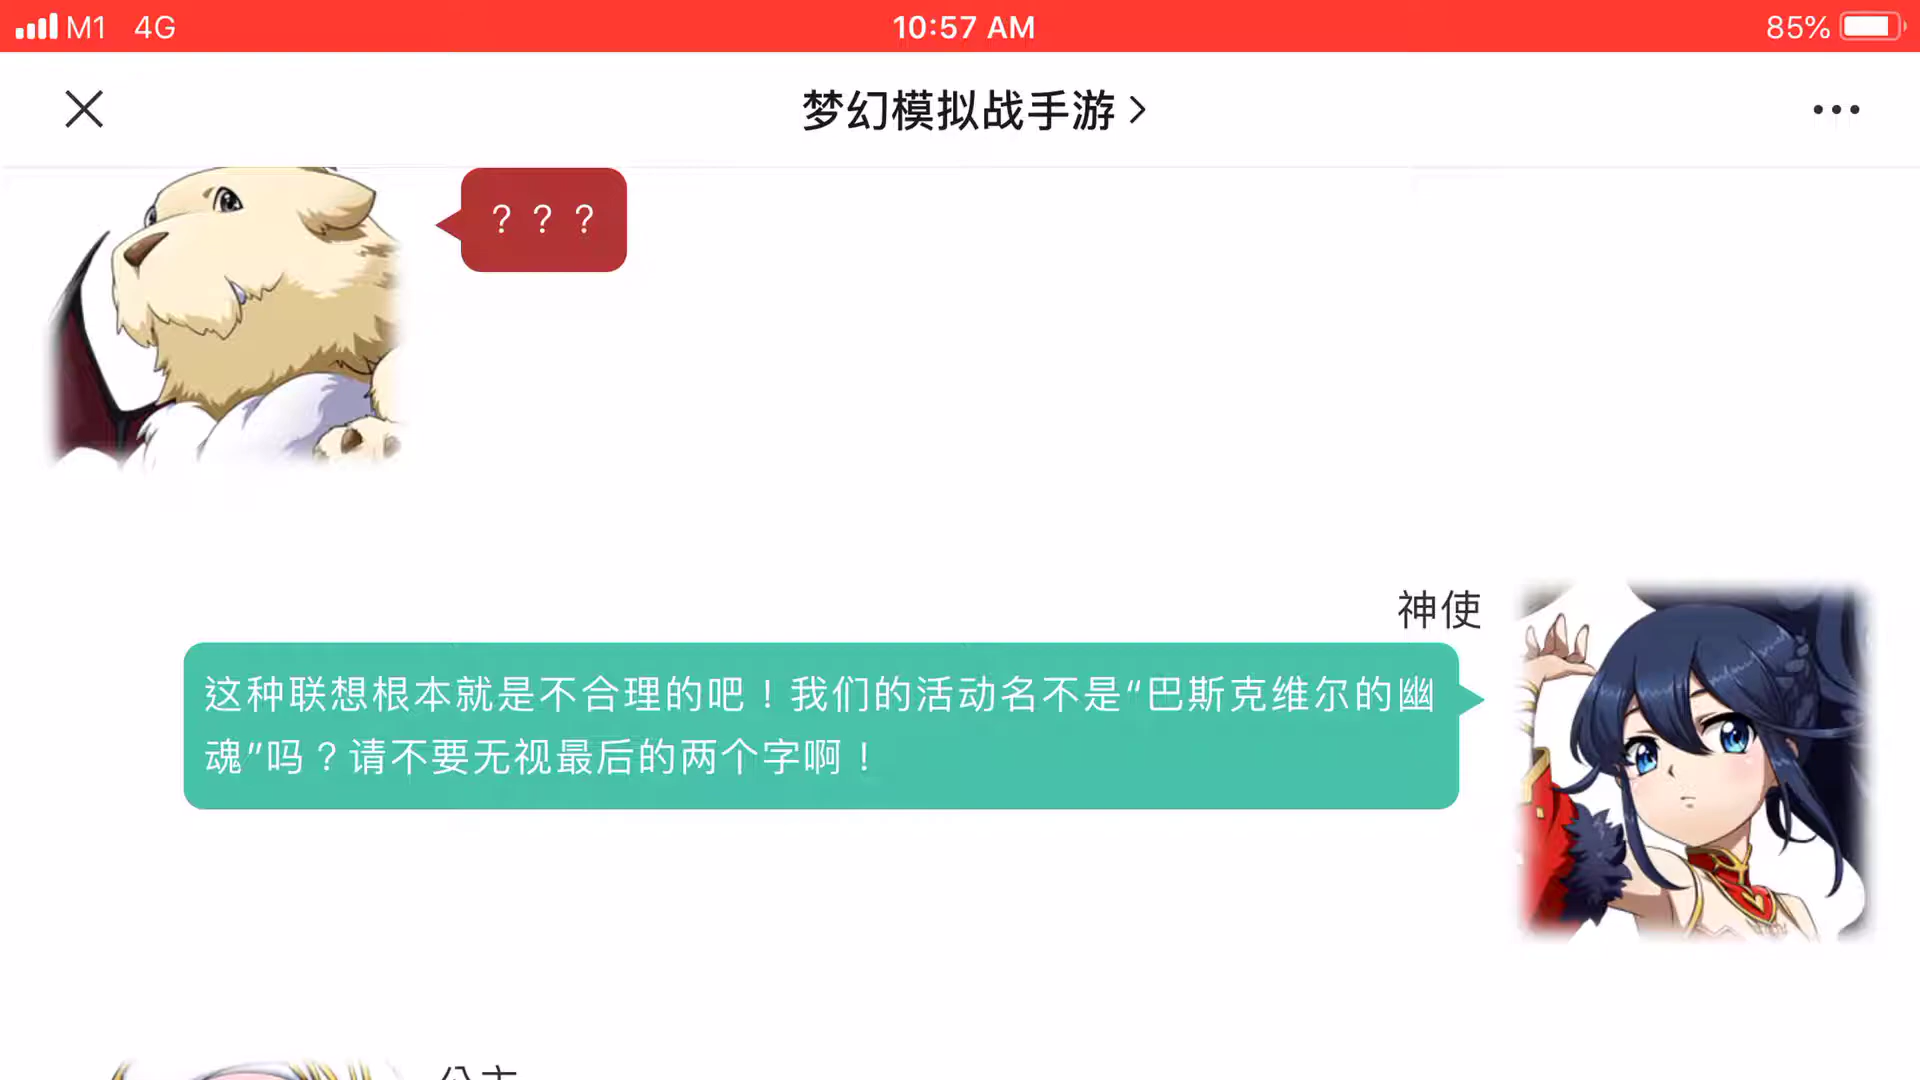 M1 4G 10:57 AM 85%
梦幻模拟战手游
？？？
神使
这种联想根本就是不合理的吧！我们的活动名不是“巴斯克维尔的幽
魂”吗？请不要无视最后的两个字啊！
公主